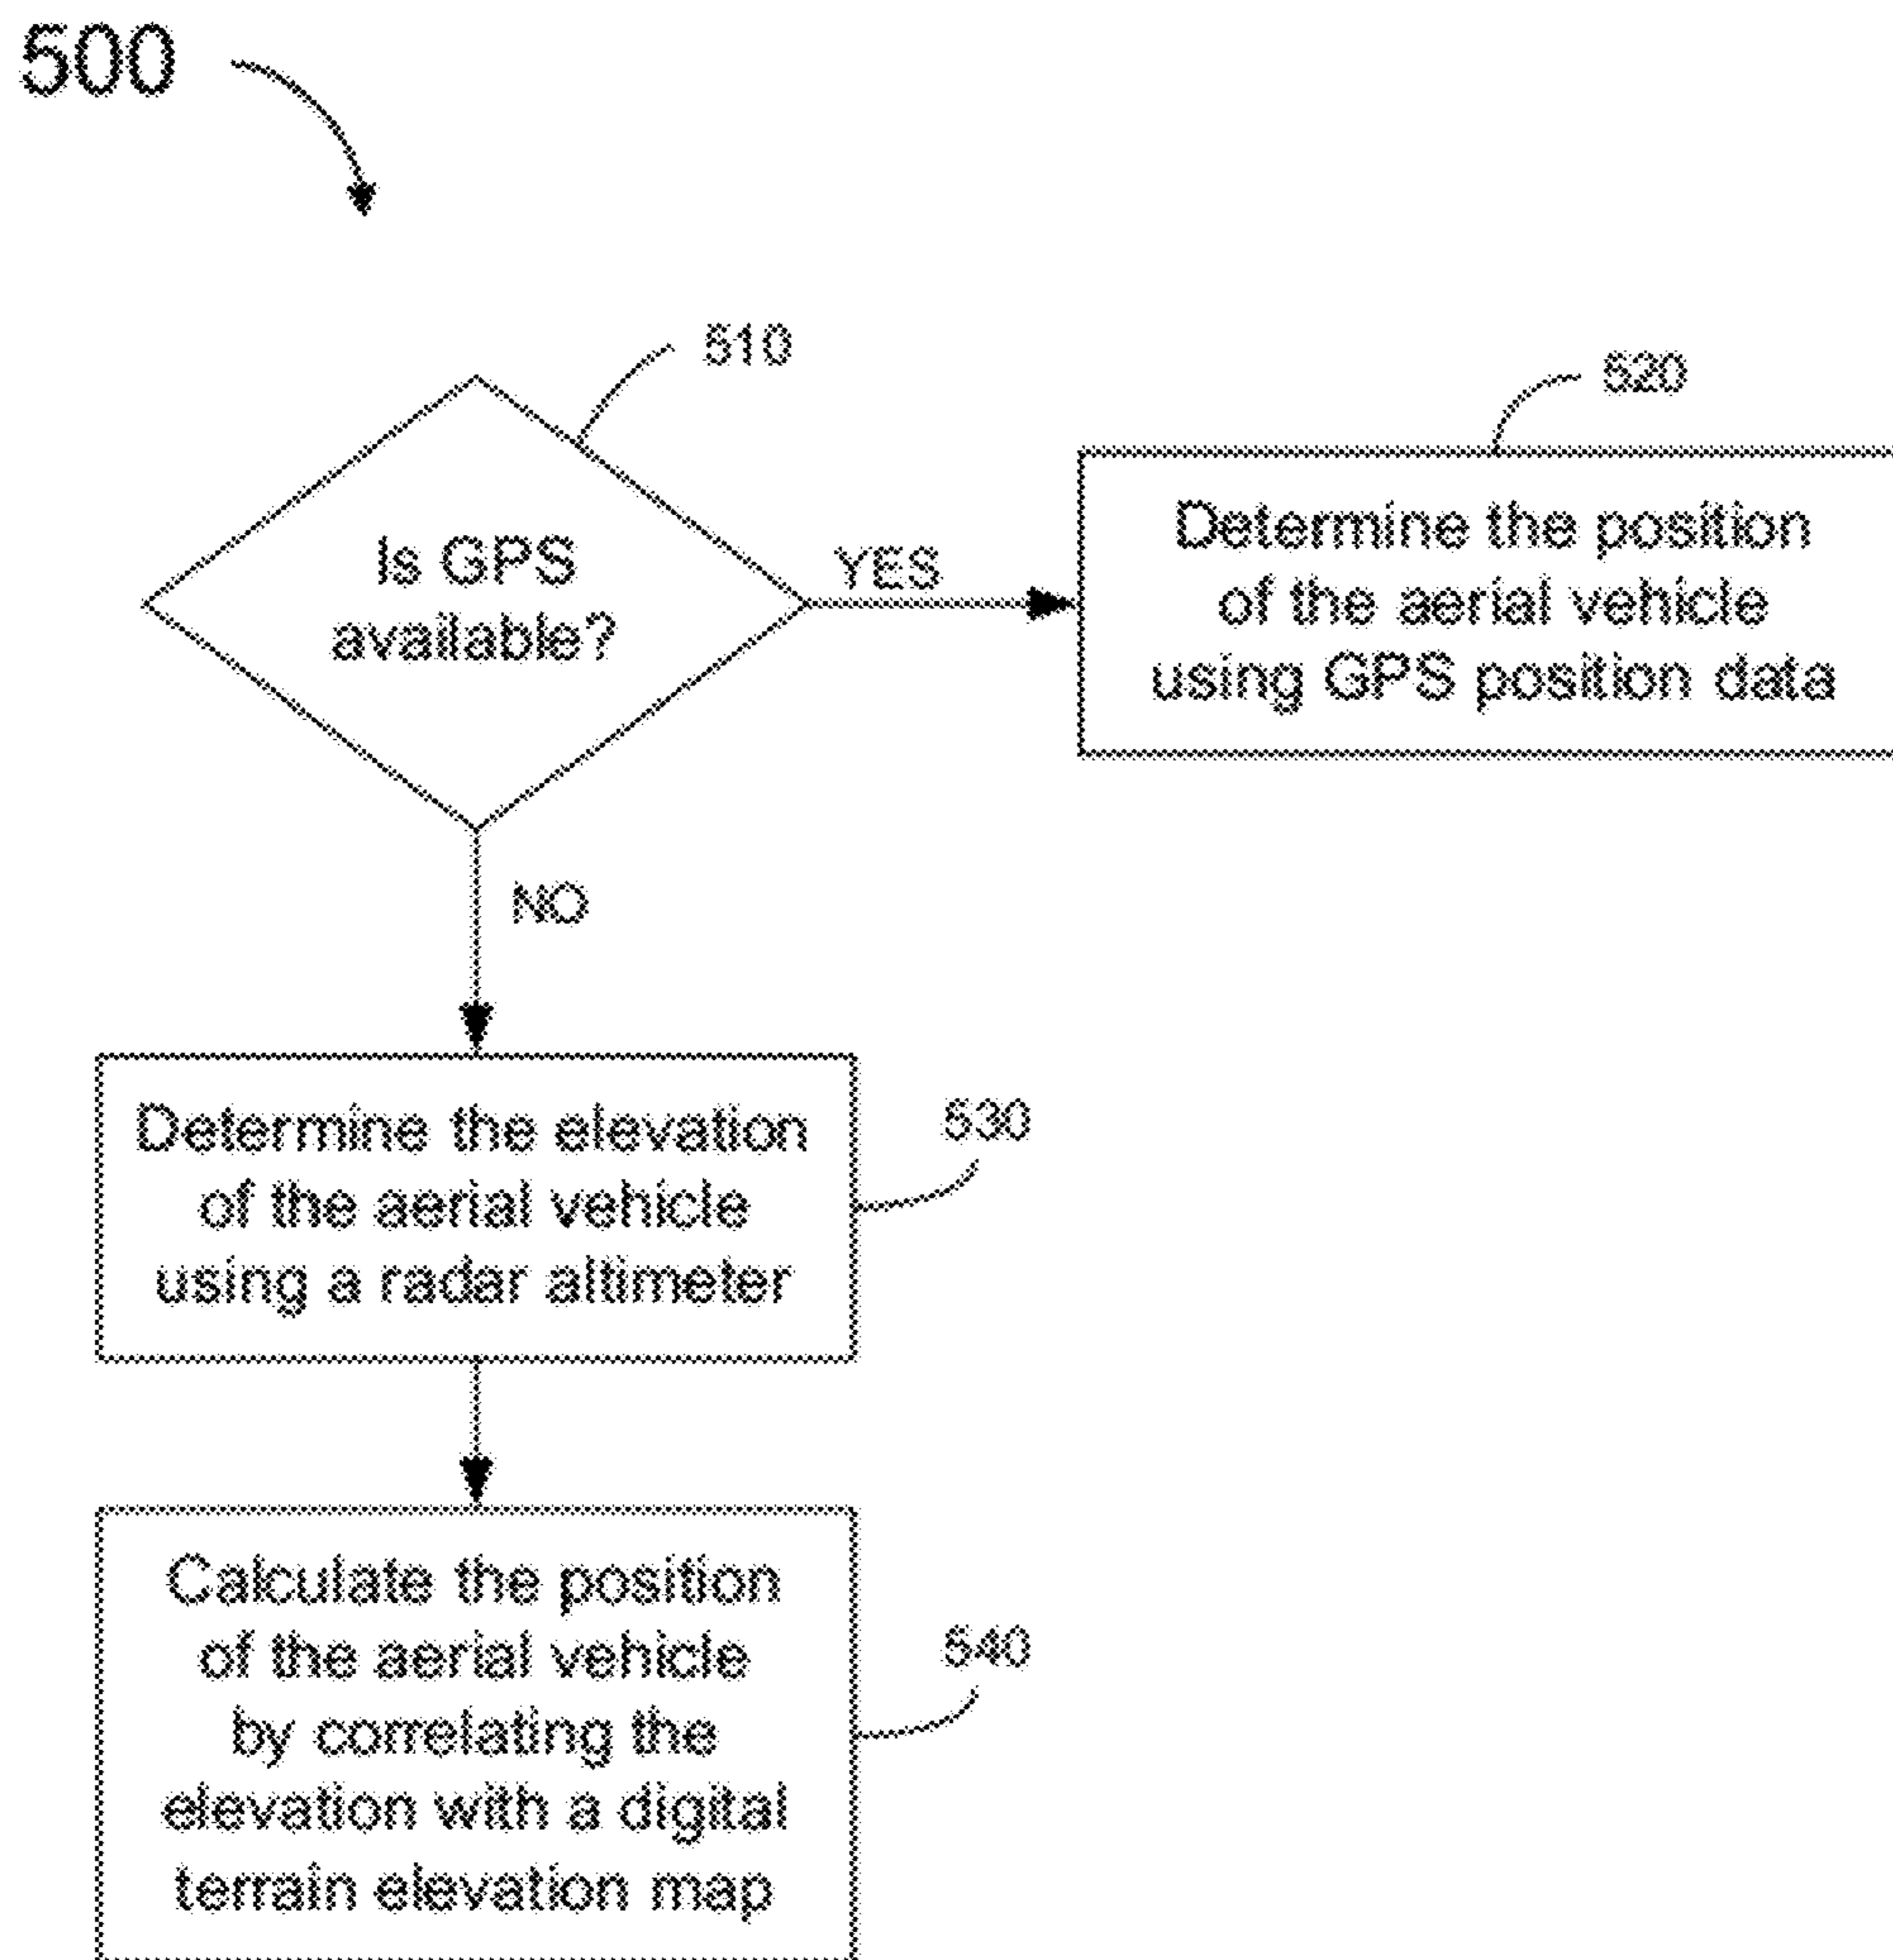 500
510
Is GPS
available?
YES
520
Determine the position
of the aerial vehicle
using GPS position data
NO
Determine the elevation
of the aerial vehicle
using a radar altimeter
530
Calculate the position
of the aerial vehicle
by correlating the
elevation with a digital
terrain elevation map
540